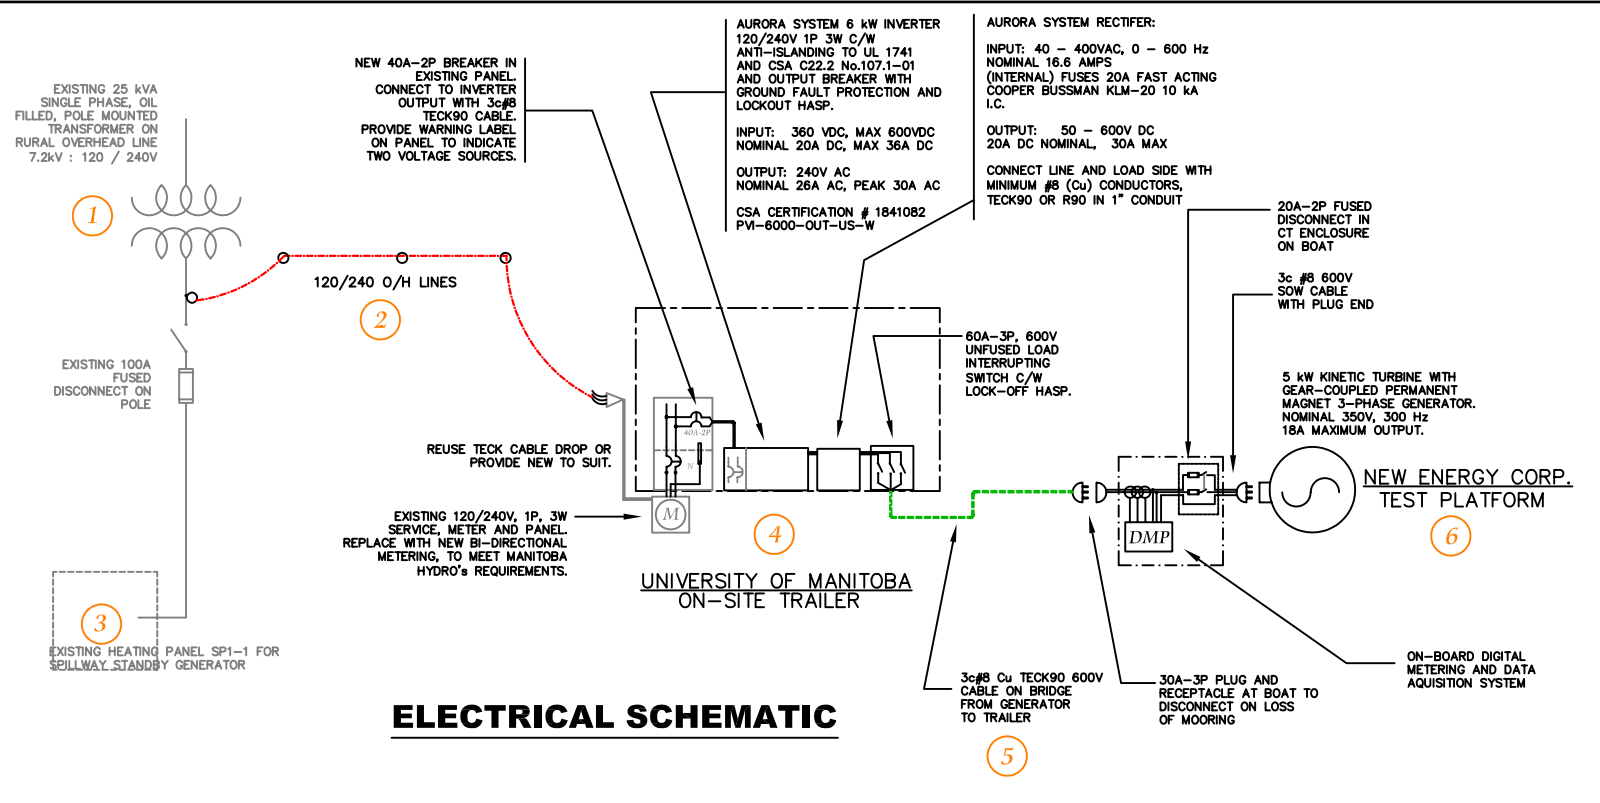 EXISTING 25 kVA
SINGLE PHASE, OIL
FILLED, POLE MOUNTED
TRANSFORMER ON
RURAL OVERHEAD LINE
7.2kV : 120 / 240V
1
NEW 40A-2P BREAKER IN
EXISTING PANEL.
CONNECT TO INVERTER
OUTPUT WITH 3c#8
TECK90 CABLE.
PROVIDE WARNING LABEL
ON PANEL TO INDICATE
TWO VOLTAGE SOURCES.
AURORA SYSTEM 6 kW INVERTER
120/240V 1P 3W C/W
ANTI-ISLANDING TO UL 1741
AND CSA C22.2 No.107.1-01
AND OUTPUT BREAKER WITH
GROUND FAULT PROTECTION AND
LOCKOUT HASP.
INPUT: 360 VDC, MAX 600VDC
NOMINAL 20A DC, MAX 36A DC
OUTPUT: 240V AC
NOMINAL 26A AC, PEAK 30A AC
CSA CERTIFICATION # 1841082
PVI-6000-OUT-US-W
AURORA SYSTEM RECTIFER:
INPUT: 40 - 400VAC, 0 - 600 Hz
NOMINAL 16.6 AMPS
(INTERNAL) FUSES 20A FAST ACTING
COOPER BUSSMAN KLM-20 10 kA
I.C.
OUTPUT: 50 - 600V DC
20A DC NOMINAL, 30A MAX
CONNECT LINE AND LOAD SIDE WITH
MINIMUM #8 (Cu) CONDUCTORS,
TECK90 OR R90 IN 1" CONDUIT
20A-2P FUSED
DISCONNECT IN
CT ENCLOSURE
ON BOAT
3c #8 600V
SOW CABLE
WITH PLUG END
120/240 O/H LINES
2
EXISTING 100A
FUSED
DISCONNECT ON
POLE
60A-3P, 600V
UNFUSED LOAD
INTERRUPTING
SWITCH C/W
LOCK-OFF HASP.
5 kW KINETIC TURBINE WITH
GEAR-COUPLED PERMANENT
MAGNET 3-PHASE GENERATOR.
NOMINAL 350V, 300 Hz
18A MAXIMUM OUTPUT.
40A-2P
N
M
REUSE TECK CABLE DROP OR
PROVIDE NEW TO SUIT.
EXISTING 120/240V, 1P, 3W
SERVICE, METER AND PANEL.
REPLACE WITH NEW BI-DIRECTIONAL
METERING, TO MEET MANITOBA
HYDRO's REQUIREMENTS.
4
UNIVERSITY OF MANITOBA
ON-SITE TRAILER
DMP
NEW ENERGY CORP.
TEST PLATFORM
6
3
EXISTING HEATING PANEL SP1-1 FOR
SPILLWAY STANDBY GENERATOR
3c#8 Cu TECK90 600V
CABLE ON BRIDGE
FROM GENERATOR
TO TRAILER
5
30A-3P PLUG AND
RECEPTACLE AT BOAT TO
DISCONNECT ON LOSS
OF MOORING
ON-BOARD DIGITAL
METERING AND DATA
AQUISITION SYSTEM
ELECTRICAL SCHEMATIC